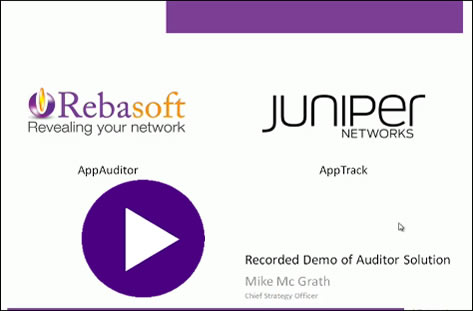 Rebasoft
Revealing your network
JUNIPer
NETWORKS
AppAuditor
AppTrack
Recorded Demo of Auditor Solution
Mike Mc Grath
Chief Strategy Officer